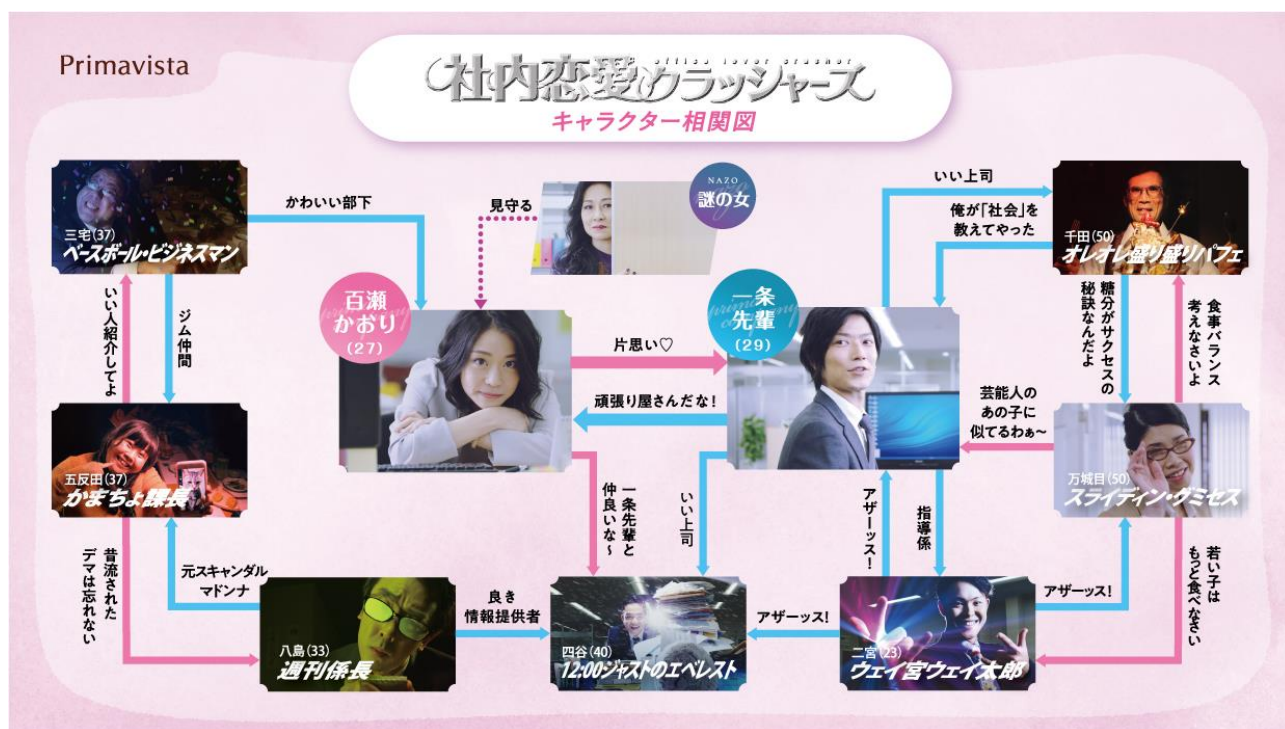 Primavista
office lover crasher
社内恋愛クラッシャーズ
キャラクター相関図
三宅(37)
ベースボール・ビジネスマン
かわいい部下
見守る
NAZO
謎の女
いい上司
俺が「社会」を
教えてやった
千田(50)
オレオレ盛り盛りパフェ
いい人紹介してよ
ジム仲間
百瀬
かおり
(27)
片思い♡
頑張り屋さんだな!
一条
先輩
(29)
糖分がサクセスの
秘訣なんだよ
食事バランス
考えなさいよ
芸能人の
あの子に
似てるわぁ～
五反田(37)
かまちょ課長
万城目(50)
スライディン・グミセス
一条先輩と
仲良いな～
いい上司
アザーッス!
指導係
昔流された
デマは忘れない
元スキャンダル
マドンナ
良き
情報提供者
アザーッス!
アザーッス!
若い子は
もっと食べなさい
八島(33)
週刊係長
四谷(40)
12:00ジャストのエベレスト
二宮(23)
ウェイ宮ウェイ太郎